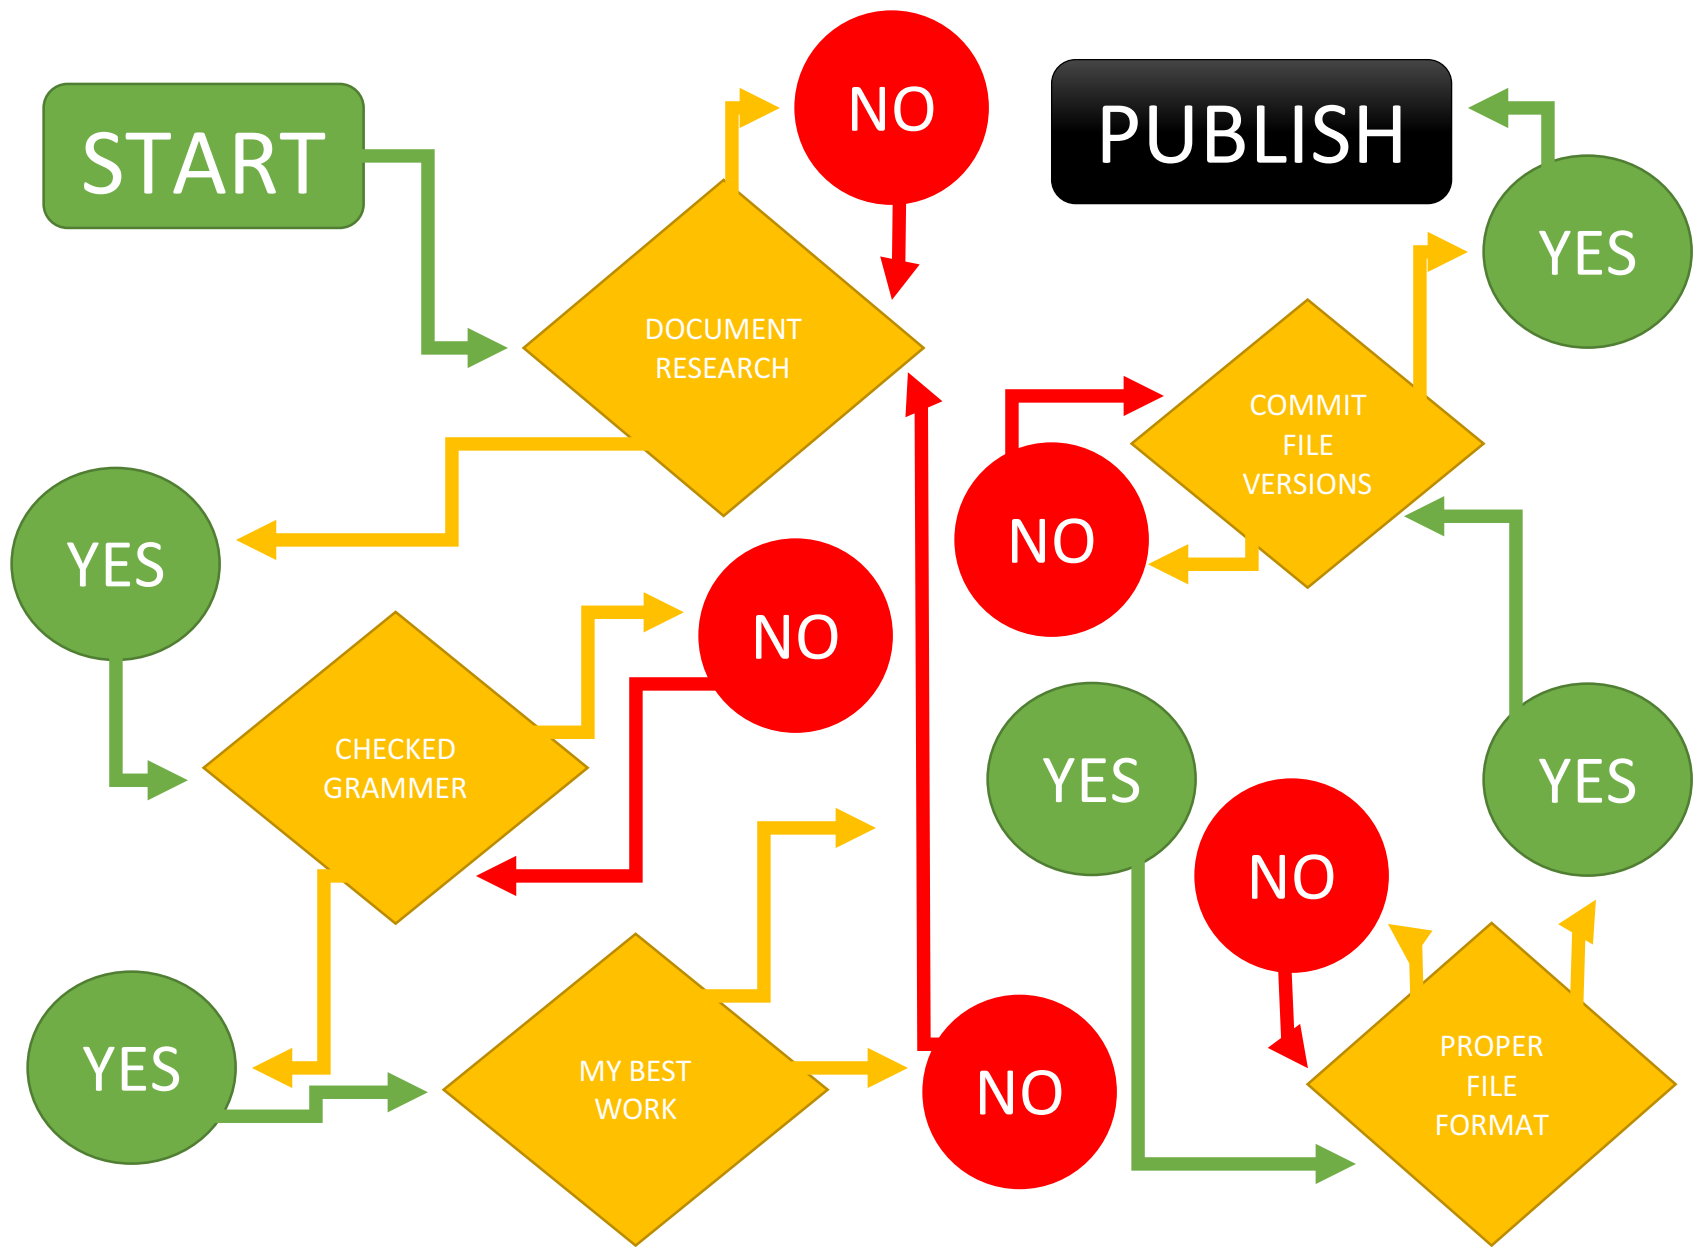 START
NO
PUBLISH
YES
DOCUMENT
RESEARCH
COMMIT
FILE
VERSIONS
YES
NO
NO
CHECKED
GRAMMER
YES
YES
NO
YES
MY BEST
WORK
NO
PROPER
FILE
FORMAT